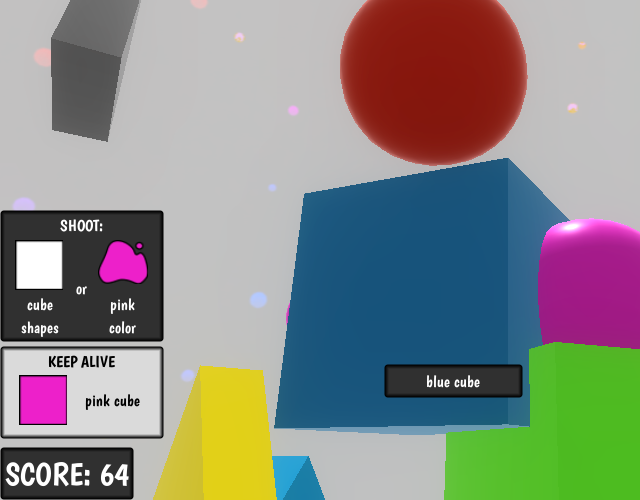 SHOOT:
or
cube shapes
pink color
KEEP ALIVE
pink cube
blue cube
SCORE: 64